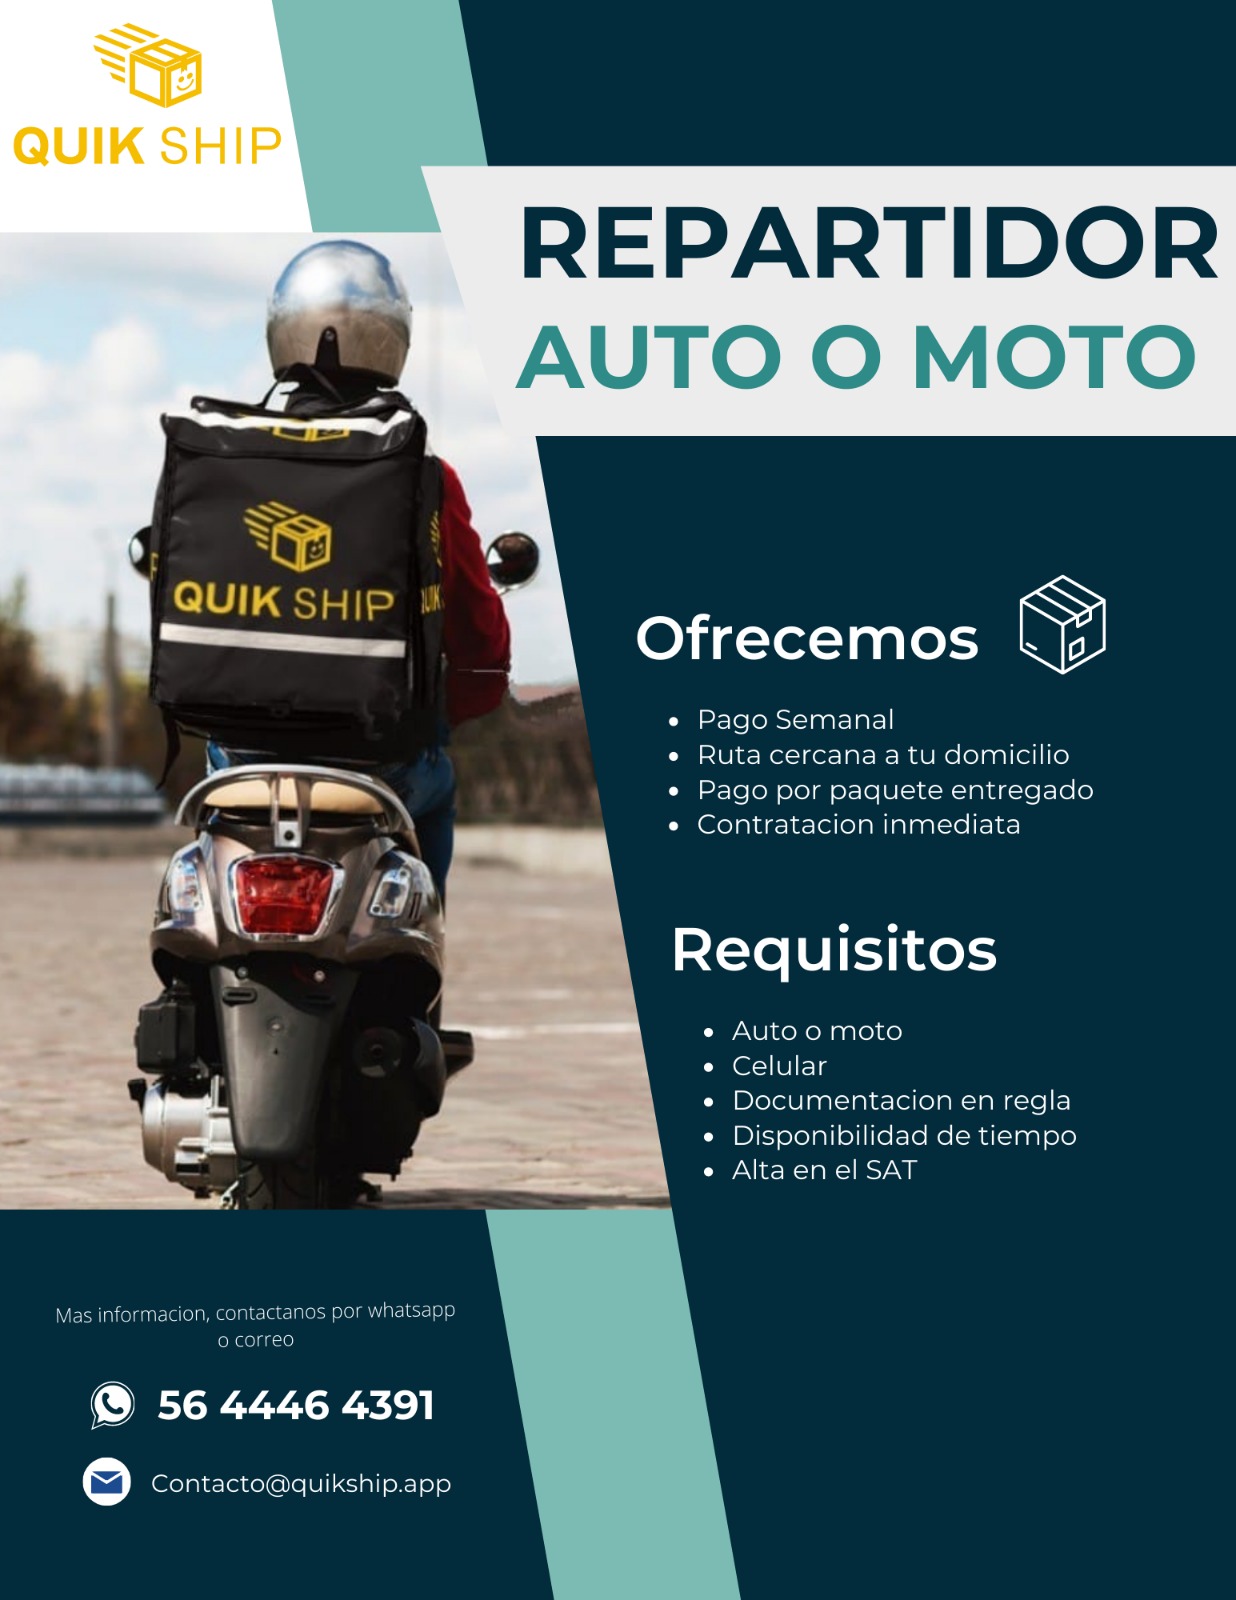 QUIK SHIP
REPARTIDOR
AUTO O MOTO
QUIK SHIP
QUIK
Ofrecemos
Pago Semanal
Ruta cercana a tu domicilio
Pago por paquete entregado
Contratacion inmediata
Requisitos
Auto o moto
Celular
Documentacion en regla
Disponibilidad de tiempo
Alta en el SAT
Mas informacion, contactanos por whatsapp
o correo
56 4446 4391
Contacto@quikship.app